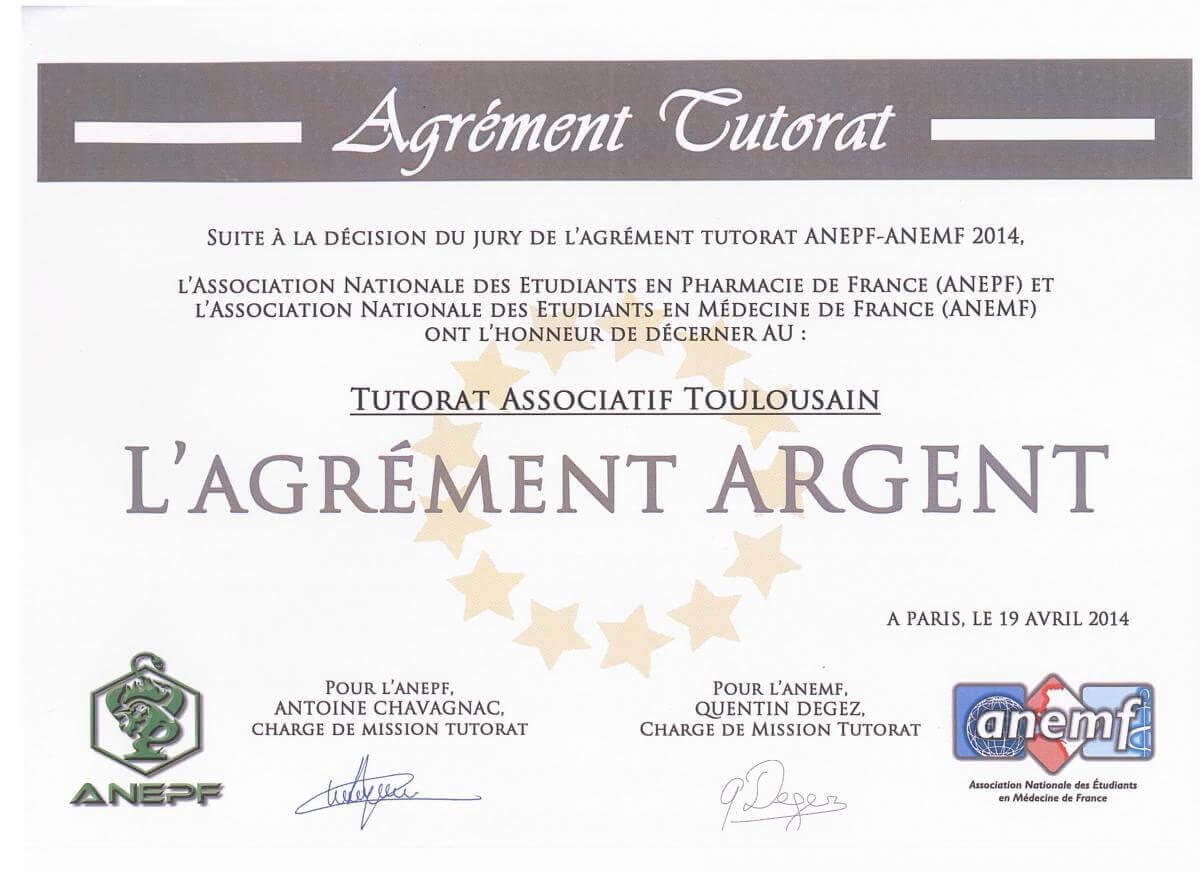 Agrément Tutorat
SUITE À LA DÉCISION DU JURY DE L'AGRÉMENT TUTORAT ANEPF-ANEMF 2014,
L'ASSOCIATION NATIONALE DES ETUDIANTS EN PHARMACIE DE FRANCE (ANEPF) ET
L'ASSOCIATION NATIONALE DES ETUDIANTS EN MÉDECINE DE FRANCE (ANEMF)
ONT L'HONNEUR DE DÉCERNER AU :
TUTORAT ASSOCIATIF TOULOUSAIN
L'AGRÉMENT ARGENT
A PARIS, LE 19 AVRIL 2014
POUR L'ANEPF,
ANTOINE CHAVAGNAC,
CHARGE DE MISSION TUTORAT
POUR L'ANEMF,
QUENTIN DEGEZ,
CHARGE DE MISSION TUTORAT
Q Degez
ANEPF
anemf
Association Nationale des Étudiants
en Médecine de France